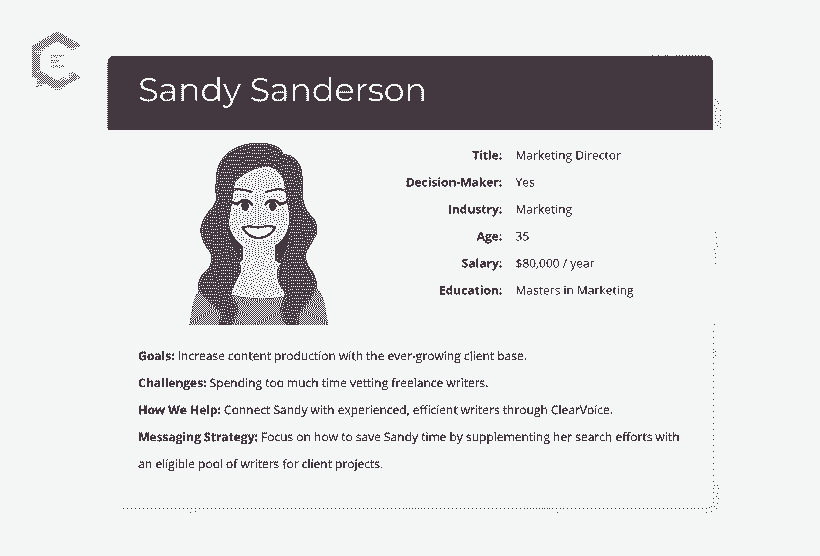 Sandy Sanderson
Title: Marketing Director
Decision-Maker: Yes
Industry: Marketing
Age: 35
Salary: $80,000 / year
Education: Masters in Marketing
Goals: Increase content production with the ever-growing client base.
Challenges: Spending too much time vetting freelance writers.
How We Help: Connect Sandy with experienced, efficient writers through ClearVoice.
Messaging Strategy: Focus on how to save Sandy time by supplementing her search efforts with
an eligible pool of writers for client projects.